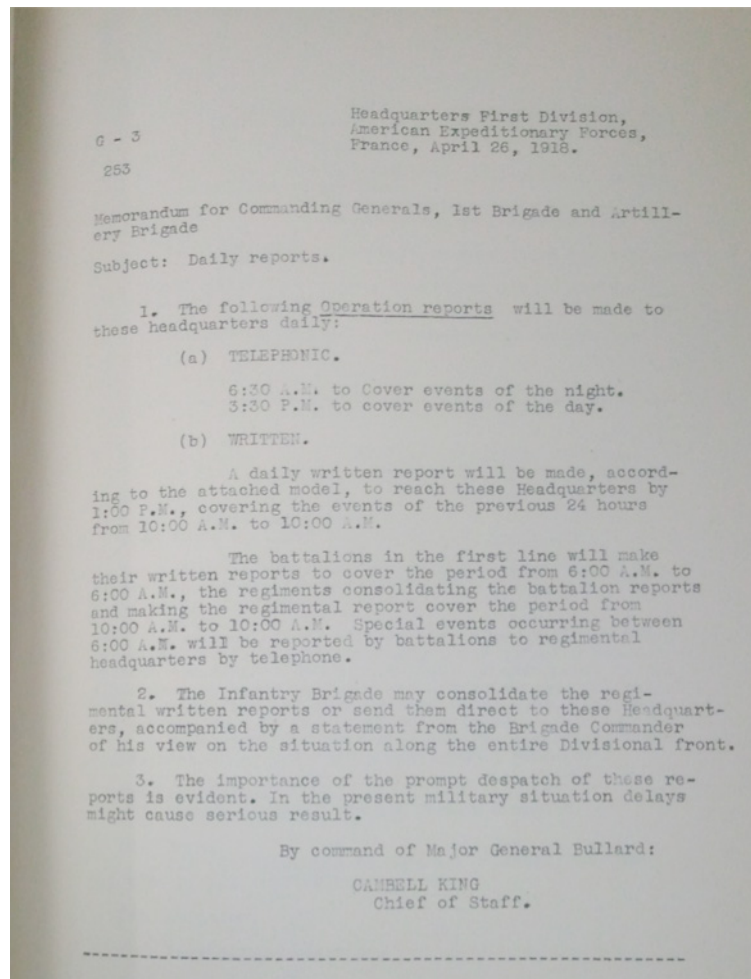 Headquarters First Division,
G - 3 American Expeditionary Forces,
France, April 26, 1918.
253
Memorandum for Commanding Generals, 1st Brigade and Artill-
ery Brigade
Subject: Daily reports.
1. The following Operation reports will be made to
these headquarters daily:
(a) TELEPHONIC.
6:30 A.M. to Cover events of the night.
3:30 P.M. to cover events of the day.
(b) WRITTEN.
A daily written report will be made, accord-
ing to the attached model, to reach these Headquarters by
1:00 P.M., covering the events of the previous 24 hours
from 10:00 A.M. to 10:00 A.M.
The battalions in the first line will make
their written reports to cover the period from 6:00 A.M. to
6:00 A.M., the regiments consolidating the battalion reports
and making the regimental report cover the period from
10:00 A.M. to 10:00 A.M. Special events occurring between
6:00 A.M. will be reported by battalions to regimental
headquarters by telephone.
2. The Infantry Brigade may consolidate the regi-
mental written reports or send them direct to these Headquart-
ers, accompanied by a statement from the Brigade Commander
of his view on the situation along the entire Divisional front.
3. The importance of the prompt despatch of these re-
ports is evident. In the present military situation delays
might cause serious result.
By command of Major General Bullard:
CAMBELL KING
Chief of Staff.